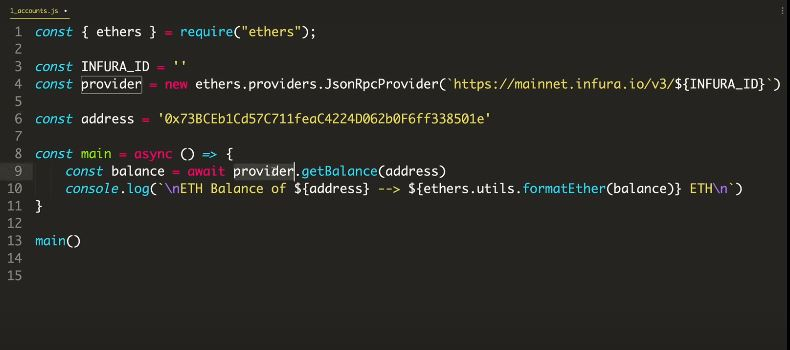 1_accounts.js •
1 const { ethers } = require("ethers");
2
3 const INFURA_ID = ''
4 const provider = new ethers.providers.JsonRpcProvider(`https://mainnet.infura.io/v3/${INFURA_ID}`)
5
6 const address = '0x73BCEb1Cd57C711feaC4224D062b0F6ff338501e'
7
8 const main = async () => {
9     const balance = await provider.getBalance(address)
10     console.log(`\nETH Balance of ${address} --> ${ethers.utils.formatEther(balance)} ETH\n`)
11 }
12
13 main()
14
15